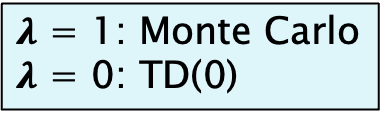 λ = 1: Monte Carlo
λ = 0: TD(0)